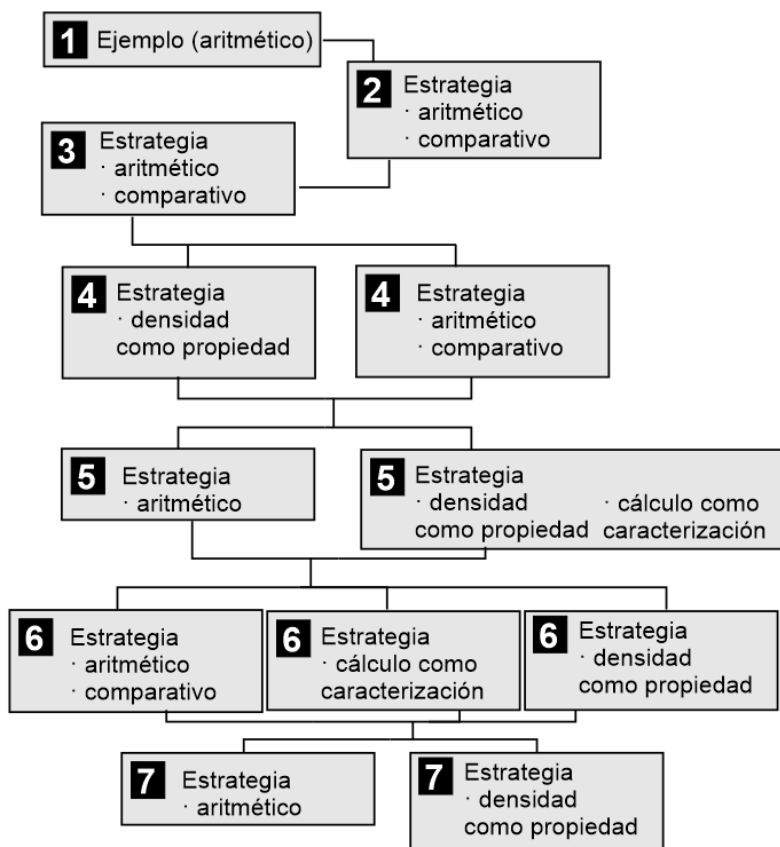 1 Ejemplo (aritmético)
2 Estrategia
· aritmético
· comparativo
3 Estrategia
· aritmético
· comparativo
4 Estrategia
· densidad
como propiedad
4 Estrategia
· aritmético
· comparativo
5 Estrategia
· aritmético
5 Estrategia
· densidad
como propiedad
· cálculo como
caracterización
6 Estrategia
· aritmético
· comparativo
6 Estrategia
· cálculo como
caracterización
6 Estrategia
· densidad
como propiedad
7 Estrategia
· aritmético
7 Estrategia
· densidad
como propiedad